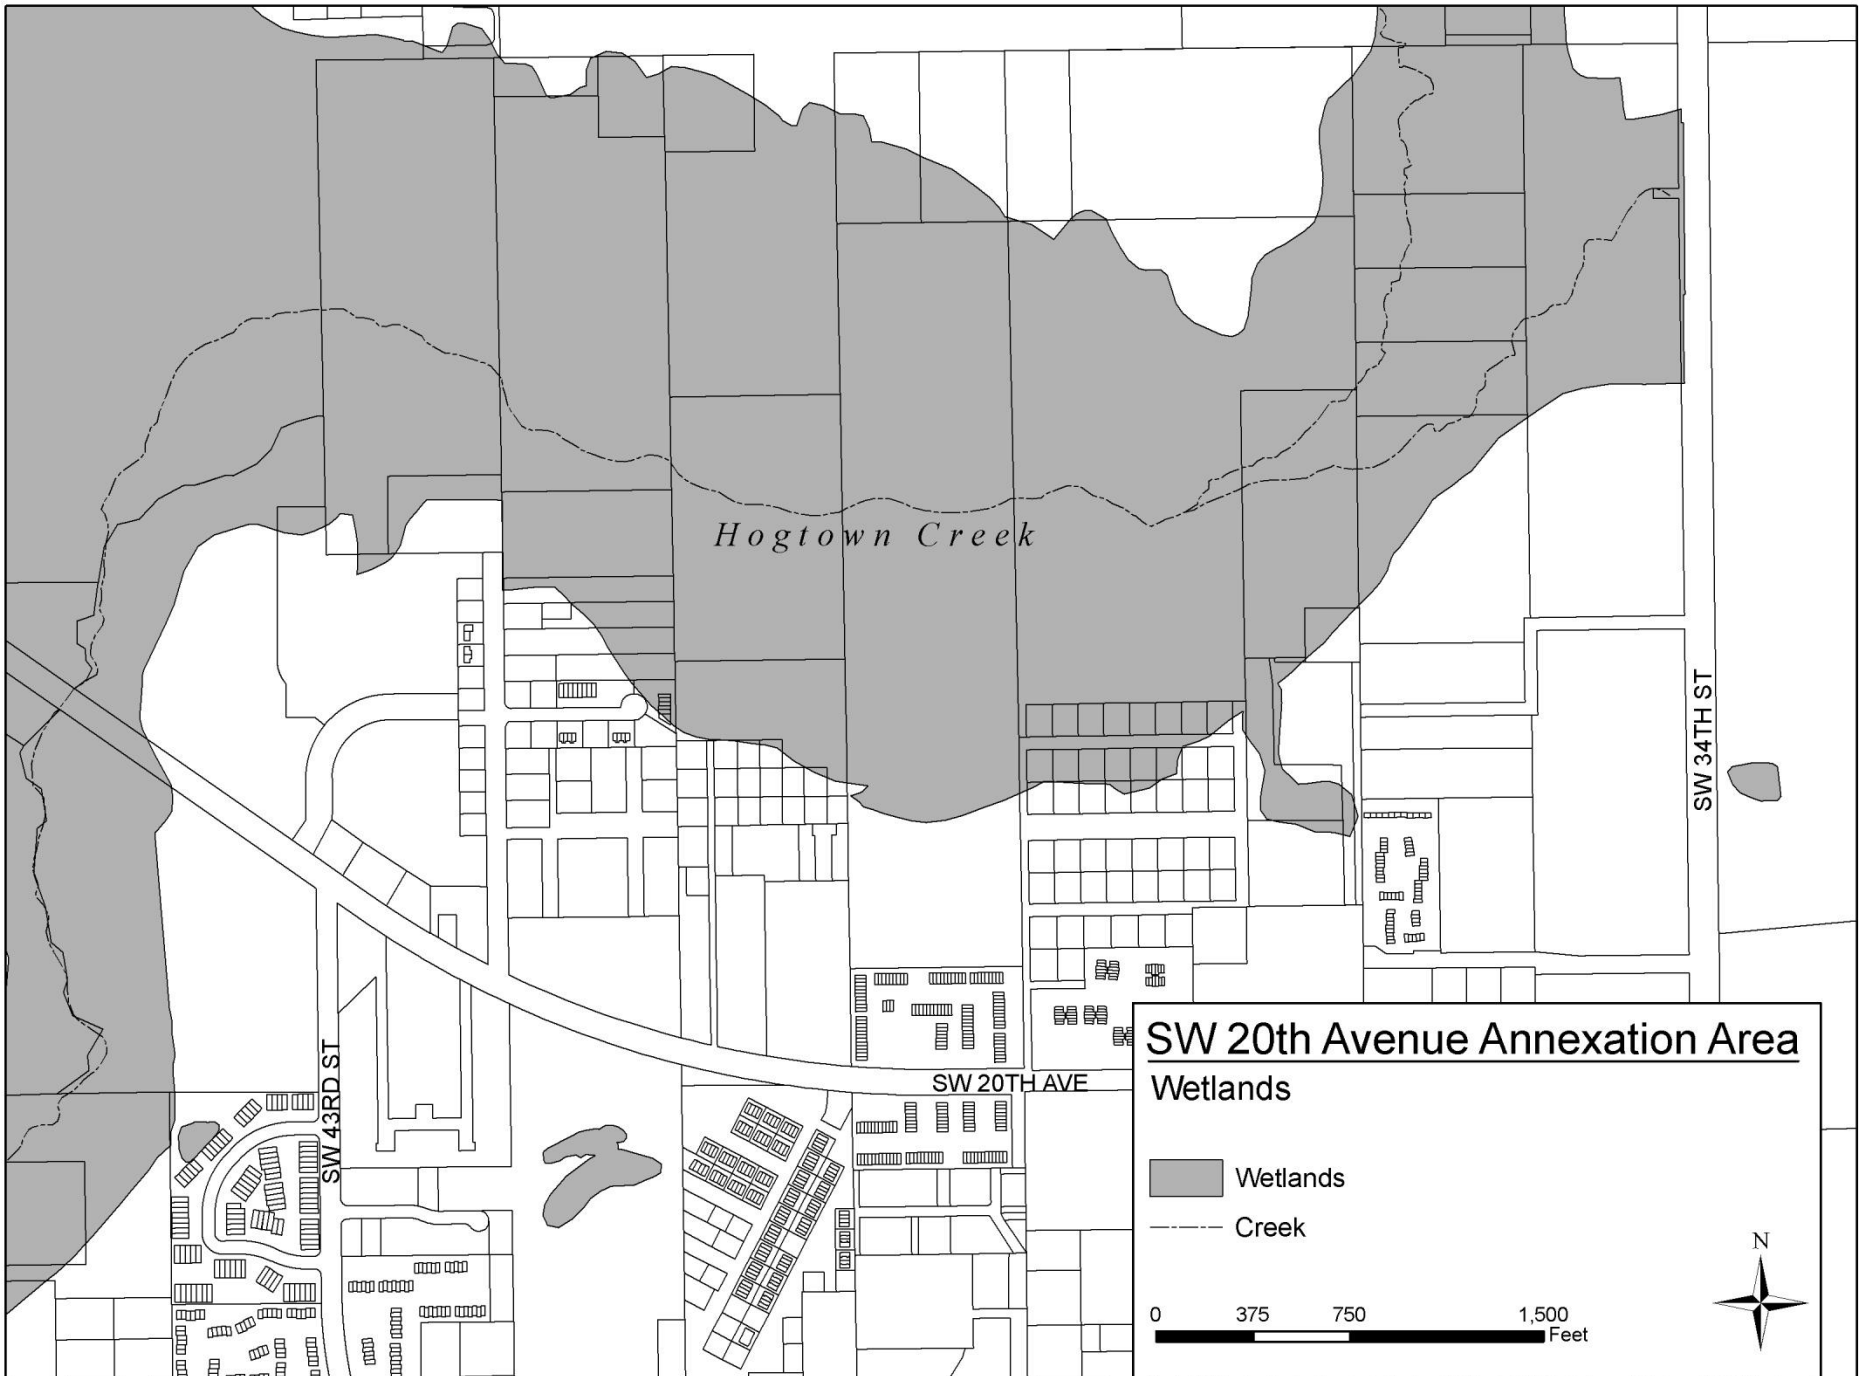 Hogtown Creek
SW 34TH ST
SW 43RD ST
SW 20TH AVE
SW 20th Avenue Annexation Area
Wetlands
Wetlands
Creek
N
0 375 750 1,500
Feet